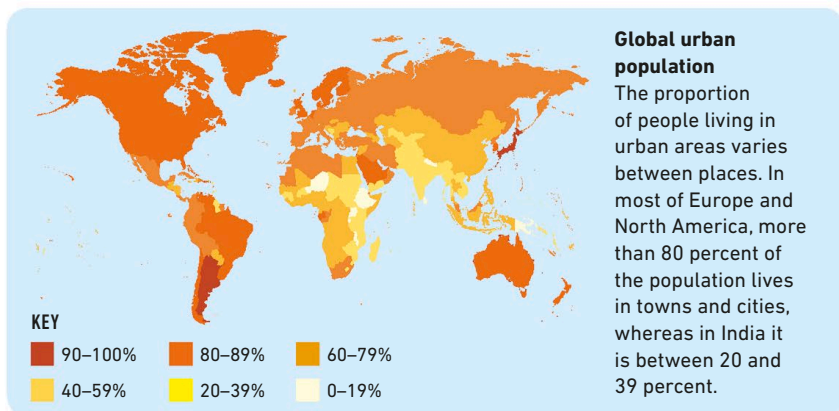 Global urban
population
The proportion
of people living in
urban areas varies
between places. In
most of Europe and
North America, more
than 80 percent of
the population lives
in towns and cities,
whereas in India it
is between 20 and
39 percent.
KEY
90–100%
80–89%
60–79%
40–59%
20–39%
0–19%